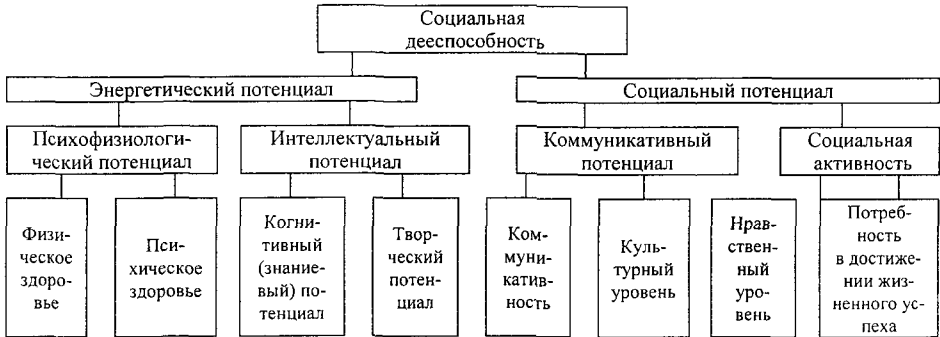 Социальная
дееспособность
Энергетический потенциал
Социальный потенциал
Психофизиологи-
ческий потенциал
Интеллектуальный
потенциал
Коммуникативный
потенциал
Социальная
активность
Физи-
ческое
здоро-
вье
Пси-
хическое
здоровье
Когни-
тивный
(знание-
вый) по-
тенциал
Твор-
ческий
потен-
циал
Ком-
муни-
катив-
ность
Куль-
турный
уровень
Нрав-
ствен-
ный
уро-
вень
Потреб-
ность
в достиже-
нии жиз-
ненного ус-
пеха